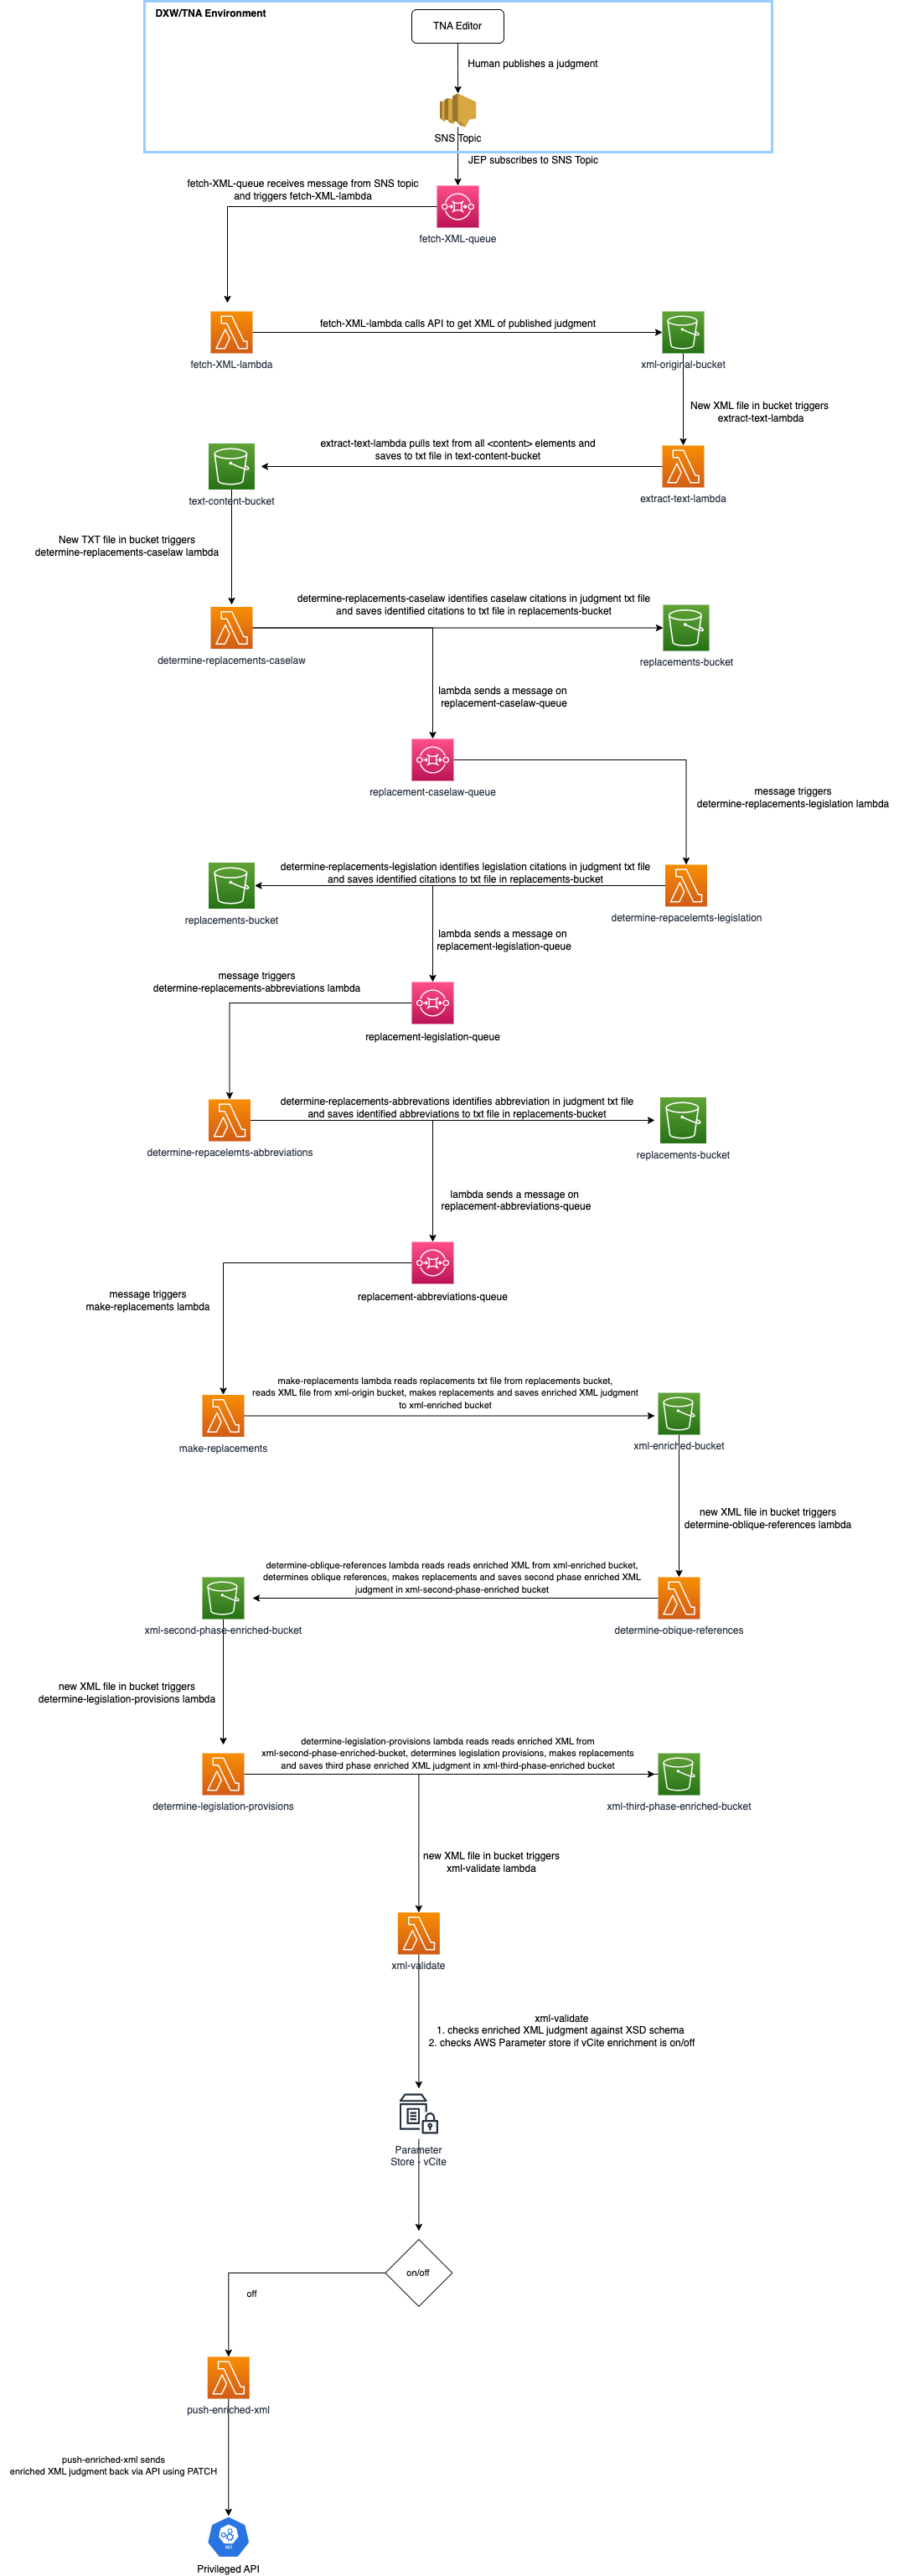 DXW/TNA Environment
TNA Editor
Human publishes a judgment
SNS Topic
JEP subscribes to SNS Topic
fetch-XML-queue receives message from SNS topic
and triggers fetch-XML-lambda
fetch-XML-queue
fetch-XML-lambda calls API to get XML of published judgment
fetch-XML-lambda
xml-original-bucket
New XML file in bucket triggers
extract-text-lambda
extract-text-lambda pulls text from all <content> elements and
saves to txt file in text-content-bucket
text-content-bucket
extract-text-lambda
New TXT file in bucket triggers
determine-replacements-caselaw lambda
determine-replacements-caselaw identifies caselaw citations in judgment txt file
and saves identified citations to txt file in replacements-bucket
determine-replacements-caselaw
replacements-bucket
lambda sends a message on
replacement-caselaw-queue
replacement-caselaw-queue
message triggers
determine-replacements-legislation lambda
determine-replacements-legislation identifies legislation citations in judgment txt file
and saves identified citations to txt file in replacements-bucket
replacements-bucket
determine-repacelemts-legislation
lambda sends a message on
replacement-legislation-queue
message triggers
determine-replacements-abbreviations lambda
replacement-legislation-queue
determine-replacements-abbrevations identifies abbreviation in judgment txt file
and saves identified abbreviations to txt file in replacements-bucket
determine-repacelemts-abbreviations
replacements-bucket
lambda sends a message on
replacement-abbreviations-queue
replacement-abbreviations-queue
message triggers
make-replacements lambda
make-replacements lambda reads replacements txt file from replacements bucket,
reads XML file from xml-origin bucket, makes replacements and saves enriched XML judgment
to xml-enriched bucket
make-replacements
xml-enriched-bucket
new XML file in bucket triggers
determine-oblique-references lambda
determine-oblique-references lambda reads reads enriched XML from xml-enriched bucket,
determines oblique references, makes replacements and saves second phase enriched XML
judgment in xml-second-phase-enriched-bucket
xml-second-phase-enriched-bucket
determine-obique-references
new XML file in bucket triggers
determine-legislation-provisions lambda
determine-legislation-provisions lambda reads reads enriched XML from
xml-second-phase-enriched-bucket, determines legislation provisions, makes replacements
and saves third phase enriched XML judgment in xml-third-phase-enriched-bucket
determine-legislation-provisions
xml-third-phase-enriched-bucket
new XML file in bucket triggers
xml-validate lambda
xml-validate
xml-validate
1. checks enriched XML judgment against XSD schema
2. checks AWS Parameter store if vCite enrichment is on/off
Parameter
Store - vCite
on/off
off
push-enriched-xml
push-enriched-xml sends
enriched XML judgment back via API using PATCH
api
Privileged API